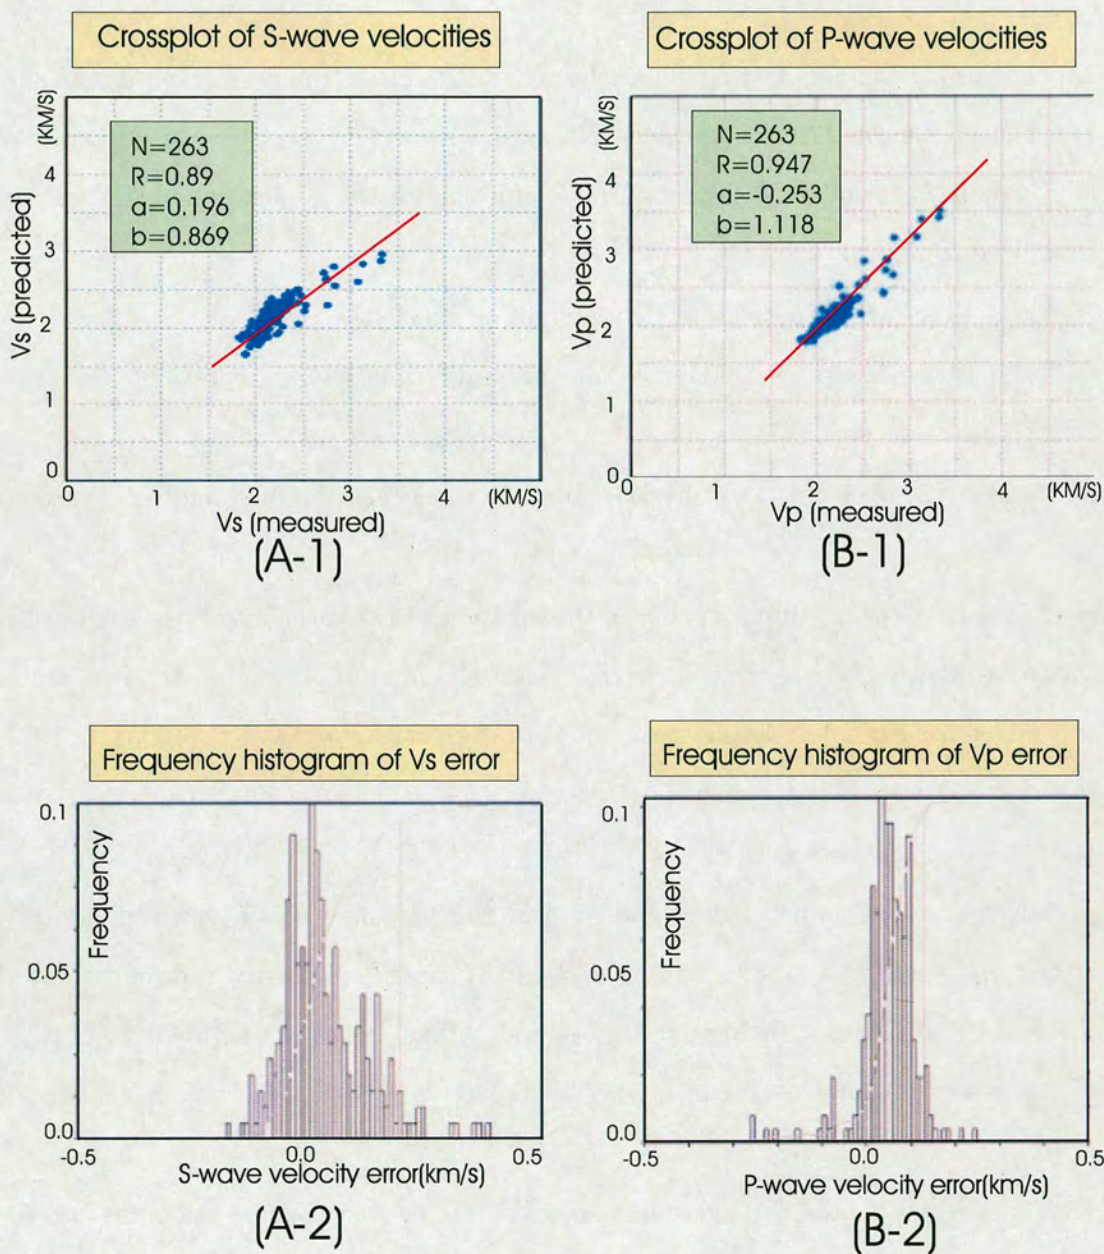 Crossplot of S-wave velocities
(KM/S)
N=263
R=0.89
a=0.196
b=0.869
Vs (predicted)
4
3
2
1
0
0 1 2 3 4 (KM/S)
Vs (measured)
(A-1)
Crossplot of P-wave velocities
(KM/S)
N=263
R=0.947
a=-0.253
b=1.118
Vp (predicted)
4
3
2
1
0
0 1 2 3 4 (KM/S)
Vp (measured)
(B-1)
Frequency histogram of Vs error
0.1
0.05
0.0
Frequency
-0.5 0.0 0.5
S-wave velocity error(km/s)
(A-2)
Frequency histogram of Vp error
0.1
0.05
0.0
Frequency
-0.5 0.0 0.5
P-wave velocity error(km/s)
(B-2)